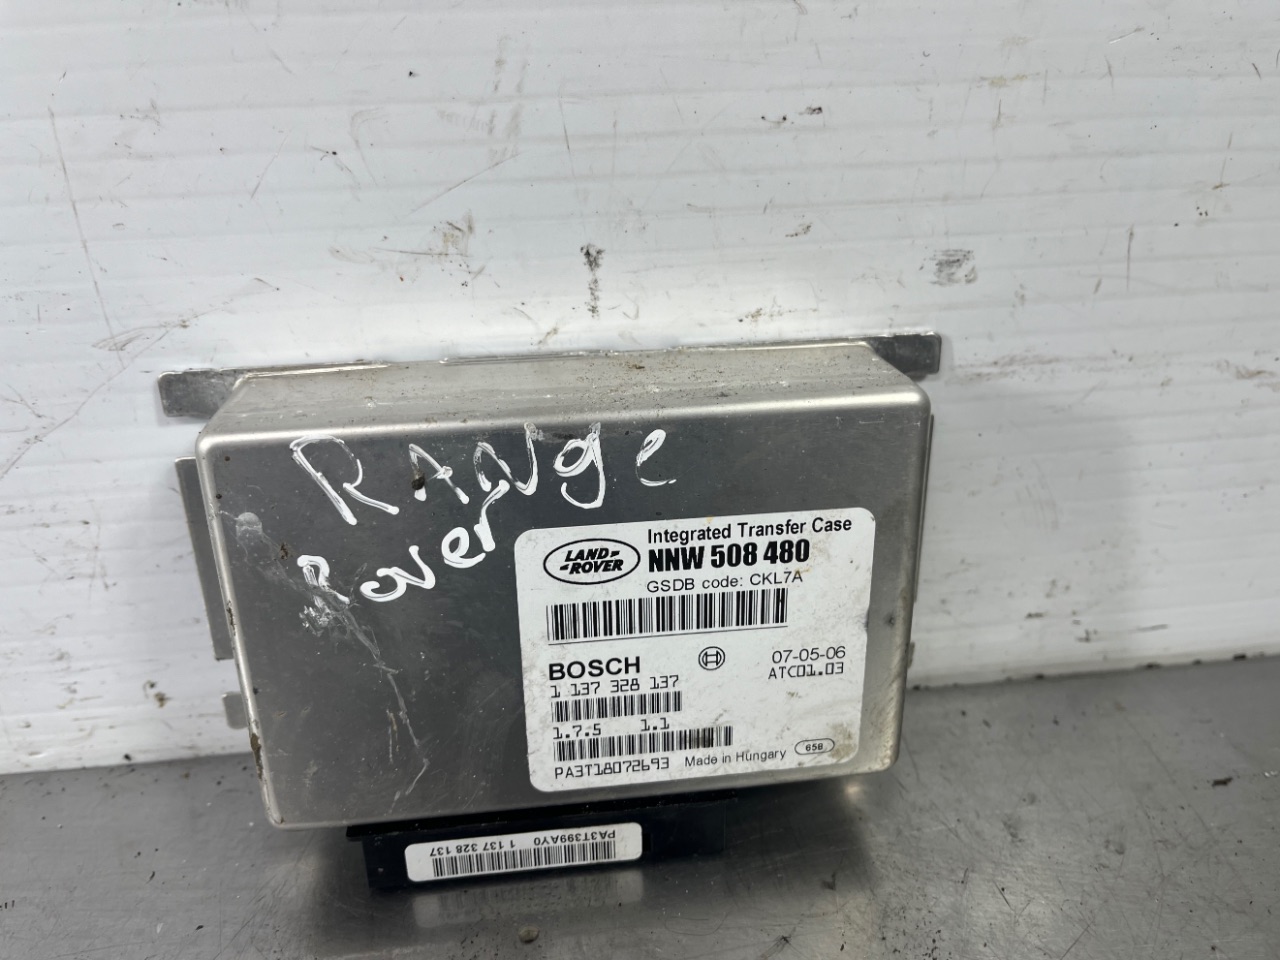 RANge
Rover
LAND-
-ROVER
Integrated Transfer Case
NNW 508 480
GSDB code: CKL7A
BOSCH
07-05-06
1 137 328 137
ATC01.03
1.7.5 1.1
PA3T18072693 Made in Hungary 658
PA3T399AY0 1 137 328 137